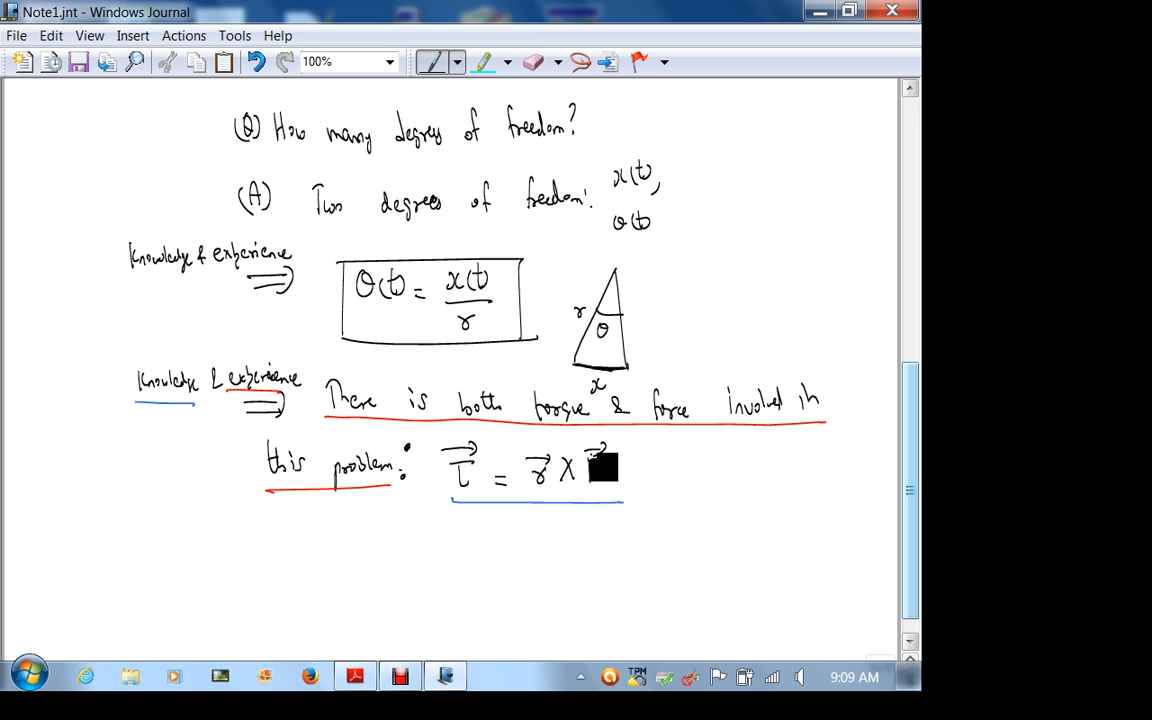 Note1.jnt - Windows Journal
File Edit View Insert Actions Tools Help
100%
(Q) How many degrees of freedom?
(A) Two degrees of freedom: x(t),
θ(t)
Knowledge & experience
⇒ θ(t) = x(t)/r
r θ
x
Knowledge & experience
⇒ There is both torque & force involved in
this problem: τ⃗ = r⃗ X
9:09 AM